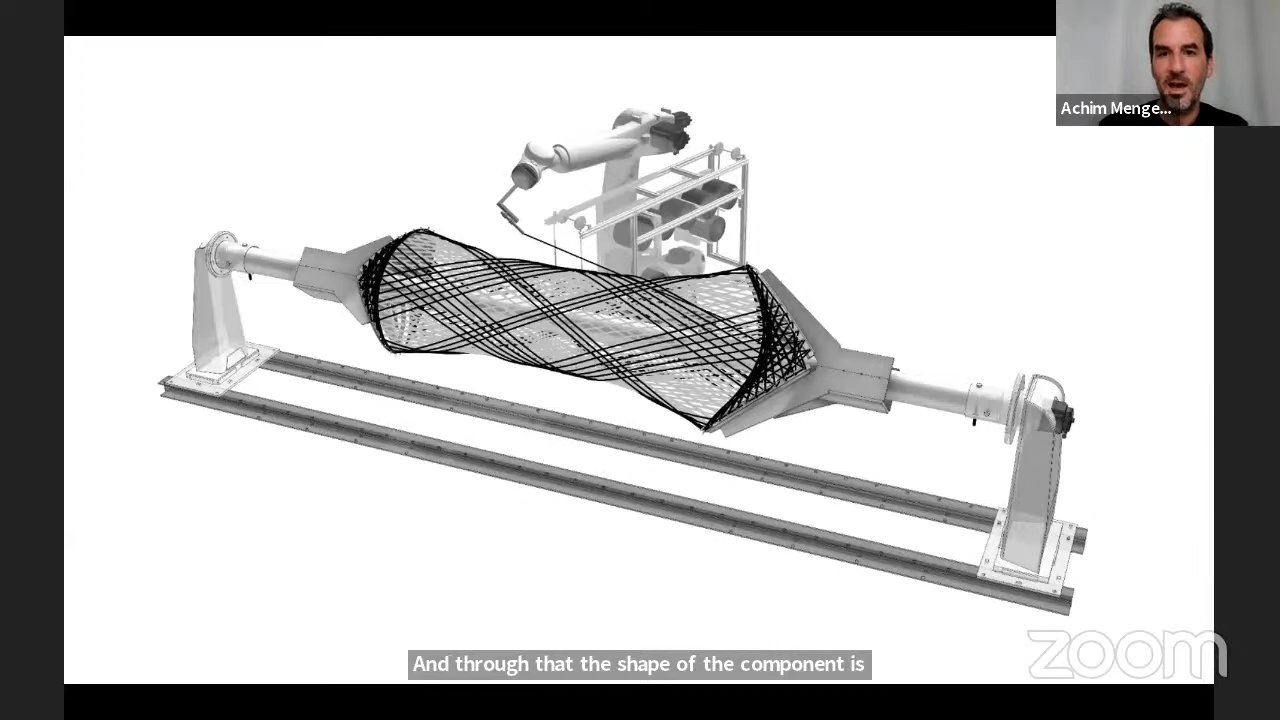 Achim Menge...
And through that the shape of the component is
zoom